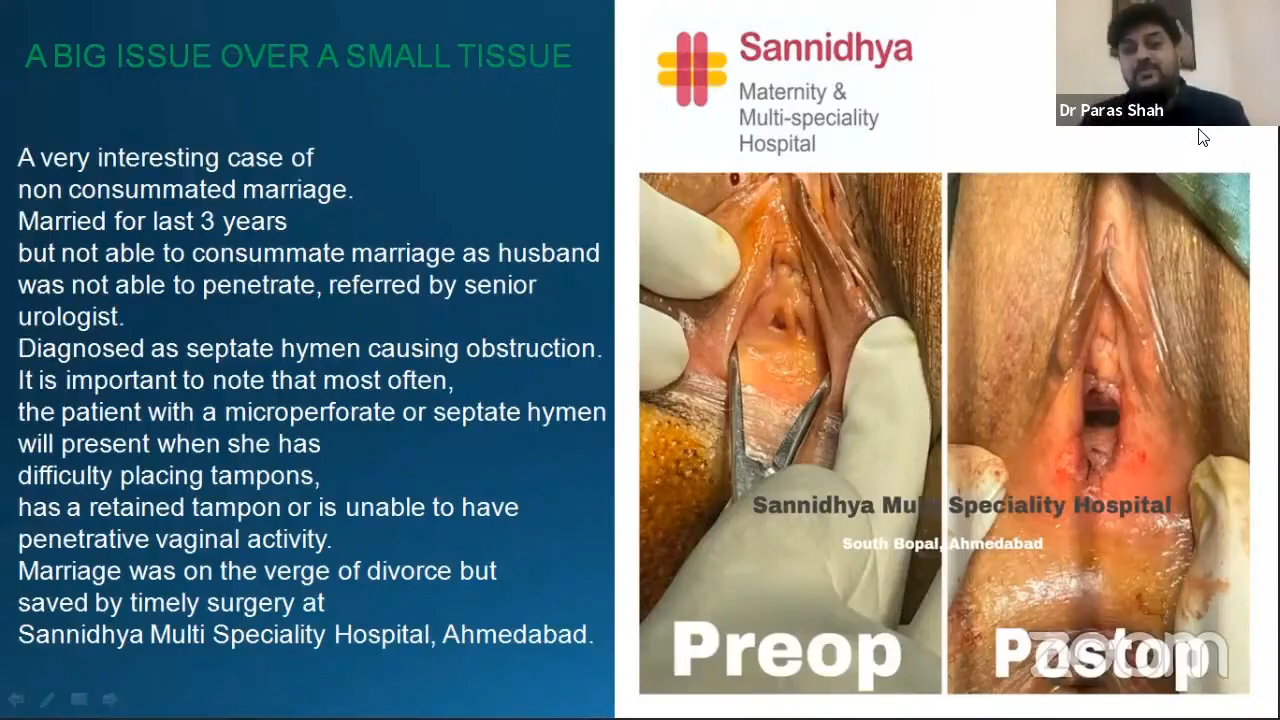 A BIG ISSUE OVER A SMALL TISSUE
A very interesting case of
non consummated marriage.
Married for last 3 years
but not able to consummate marriage as husband
was not able to penetrate, referred by senior
urologist.
Diagnosed as septate hymen causing obstruction.
It is important to note that most often,
the patient with a microperforate or septate hymen
will present when she has
difficulty placing tampons,
has a retained tampon or is unable to have
penetrative vaginal activity.
Marriage was on the verge of divorce but
saved by timely surgery at
Sannidhya Multi Speciality Hospital, Ahmedabad.
Sannidhya
Maternity &
Multi-speciality
Hospital
Dr Paras Shah
Sannidhya Multi Speciality Hospital
South Bopal, Ahmedabad
Preop
Postop
zoom